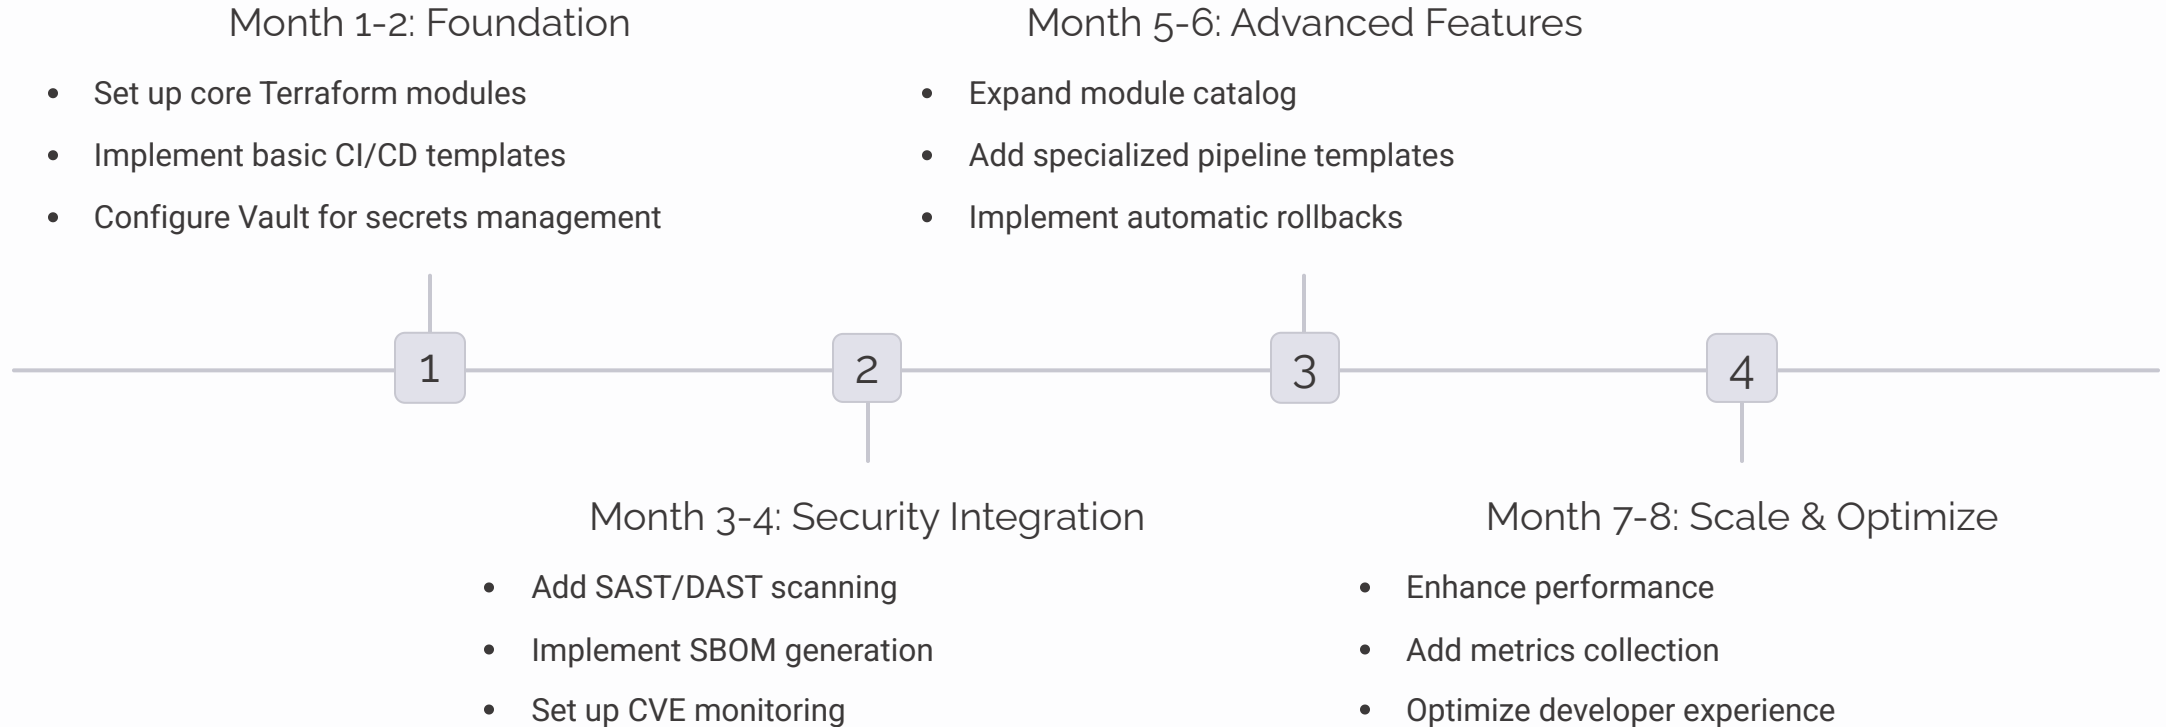 Month 1-2: Foundation
• Set up core Terraform modules
• Implement basic CI/CD templates
• Configure Vault for secrets management
Month 5-6: Advanced Features
• Expand module catalog
• Add specialized pipeline templates
• Implement automatic rollbacks
1
2
3
4
Month 3-4: Security Integration
• Add SAST/DAST scanning
• Implement SBOM generation
• Set up CVE monitoring
Month 7-8: Scale & Optimize
• Enhance performance
• Add metrics collection
• Optimize developer experience